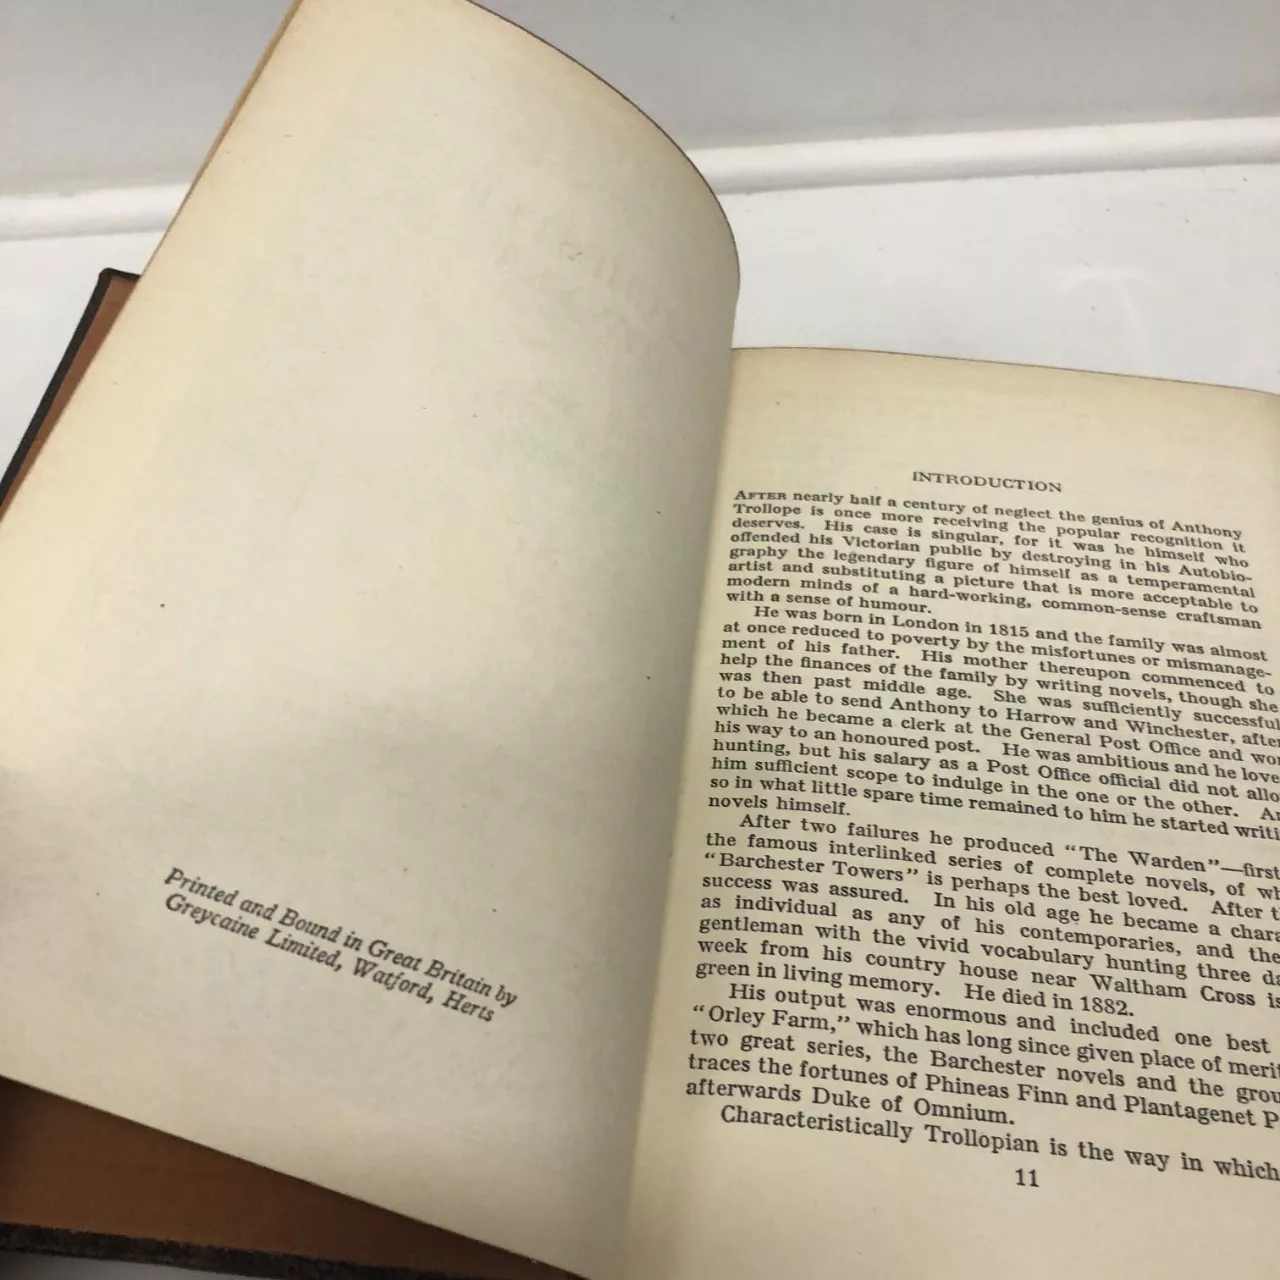 Printed and Bound in Great Britain by
Greycaine Limited, Watford, Herts
INTRODUCTION
AFTER nearly half a century of neglect the genius of Anthony
Trollope is once more receiving the popular recognition it
deserves. His case is singular, for it was he himself who
offended his Victorian public by destroying in his Autobio-
graphy the legendary figure of himself as a temperamental
artist and substituting a picture that is more acceptable to
modern minds of a hard-working, common-sense craftsman
with a sense of humour.
He was born in London in 1815 and the family was almost
at once reduced to poverty by the misfortunes or mismanage-
ment of his father. His mother thereupon commenced to
help the finances of the family by writing novels, though she
was then past middle age. She was sufficiently successful
to be able to send Anthony to Harrow and Winchester, after
which he became a clerk at the General Post Office and
his way to an honoured post. He was ambitious and he
hunting, but his salary as a Post Office official did not
him sufficient scope to indulge in the one or the other.
so in what little spare time remained to him he started
novels himself.
After two failures he produced "The Warden"—first
the famous interlinked series of complete novels, of
"Barchester Towers" is perhaps the best loved. After
success was assured. In his old age he became a
as individual as any of his contemporaries, and the
gentleman with the vivid vocabulary hunting three
week from his country house near Waltham Cross is
green in living memory. He died in 1882.
His output was enormous and included one best
"Orley Farm," which has long since given place of merit
two great series, the Barchester novels and the
traces the fortunes of Phineas Finn and Plantagenet
afterwards Duke of Omnium.
Characteristically Trollopian is the way in which
11